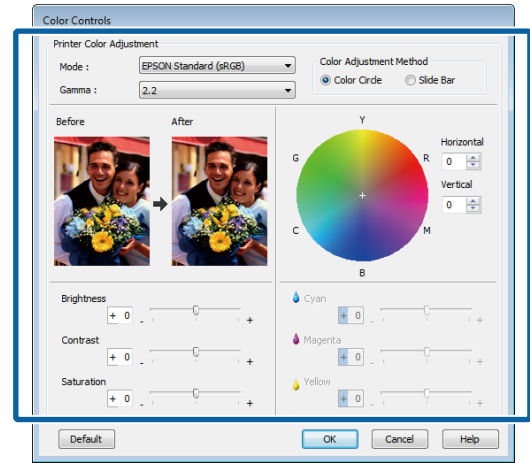 Color Controls
Printer Color Adjustment
Mode : EPSON Standard (sRGB)
Gamma : 2.2
Color Adjustment Method
Color Circle Slide Bar
Before After
Y
G R
C M
B
Horizontal
0
Vertical
0
Brightness
+ 0 - +
Contrast
+ 0 - +
Saturation
+ 0 - +
Cyan
+ 0 - +
Magenta
+ 0 - +
Yellow
+ 0 - +
Default OK Cancel Help